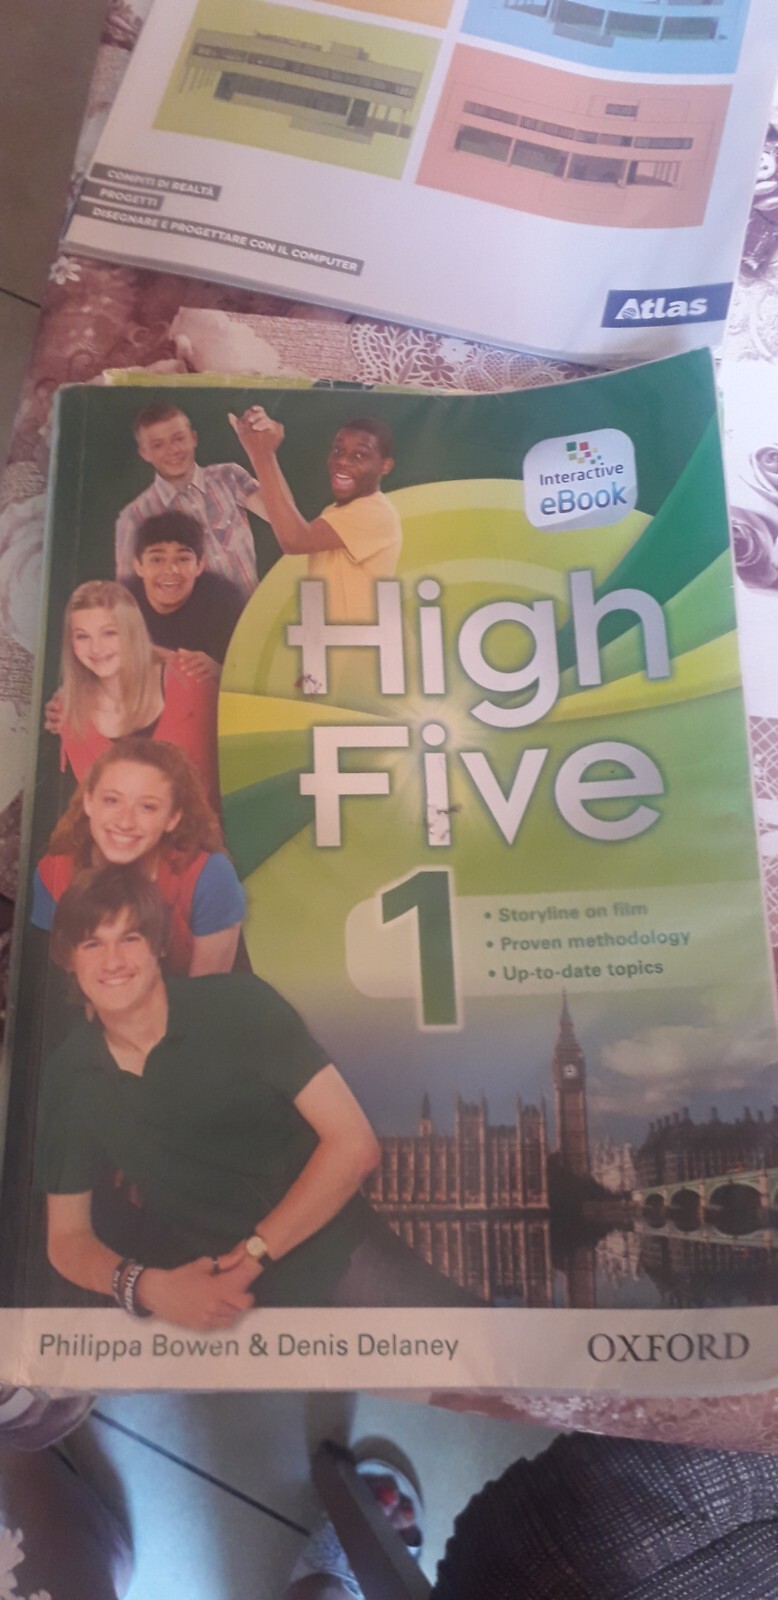 COMPITI DI REALTÀ
PROGETTI
DISEGNARE E PROGETTARE CON IL COMPUTER
Atlas
Interactive
eBook
High
Five
1
• Storyline on film
• Proven methodology
• Up-to-date topics
Philippa Bowen & Denis Delaney
OXFORD